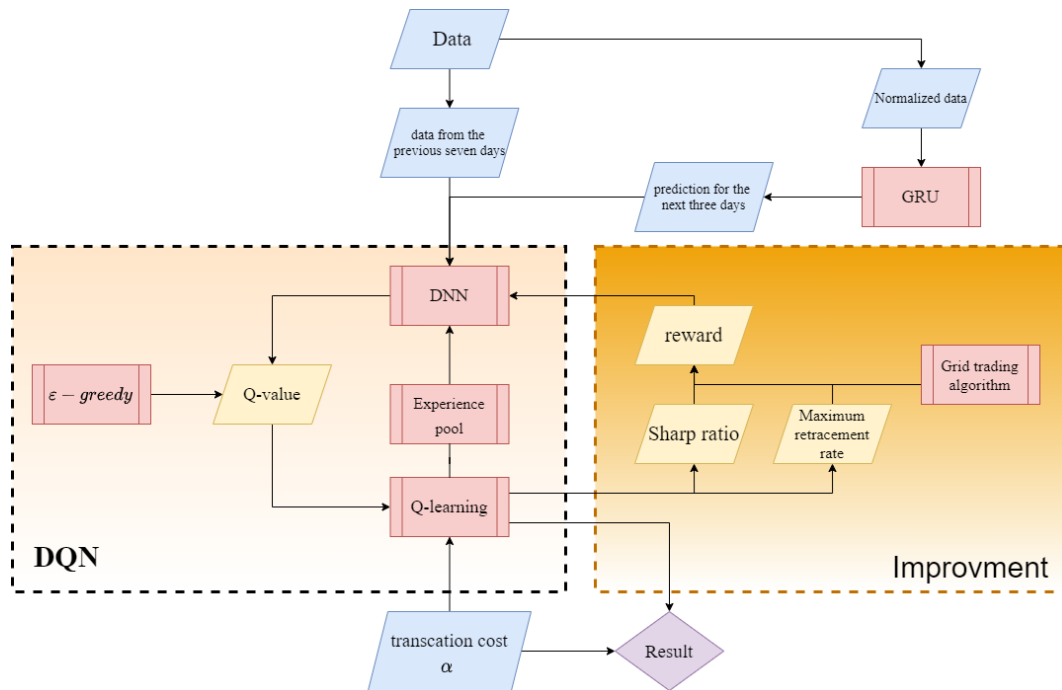 Data
Normalized data
data from the
previous seven days
prediction for the
next three days
GRU
DNN
reward
Grid trading
algorithm
ε − greedy
Q-value
Experience
pool
Sharp ratio
Maximum
retracement
rate
Q-learning
DQN
Improvment
transcation cost
α
Result